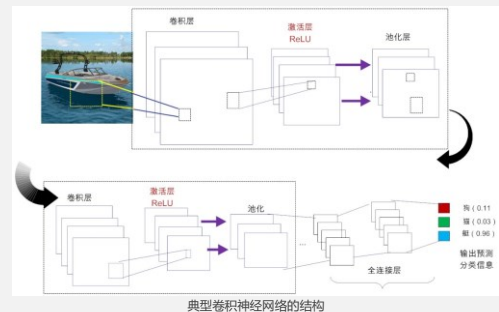 卷积层
激活层
ReLU
池化层
卷积层
激活层
ReLU
池化
...
全连接层
狗（0.11
猫（0.03）
艇（0.96）
输出预测
分类信息
典型卷积神经网络的结构